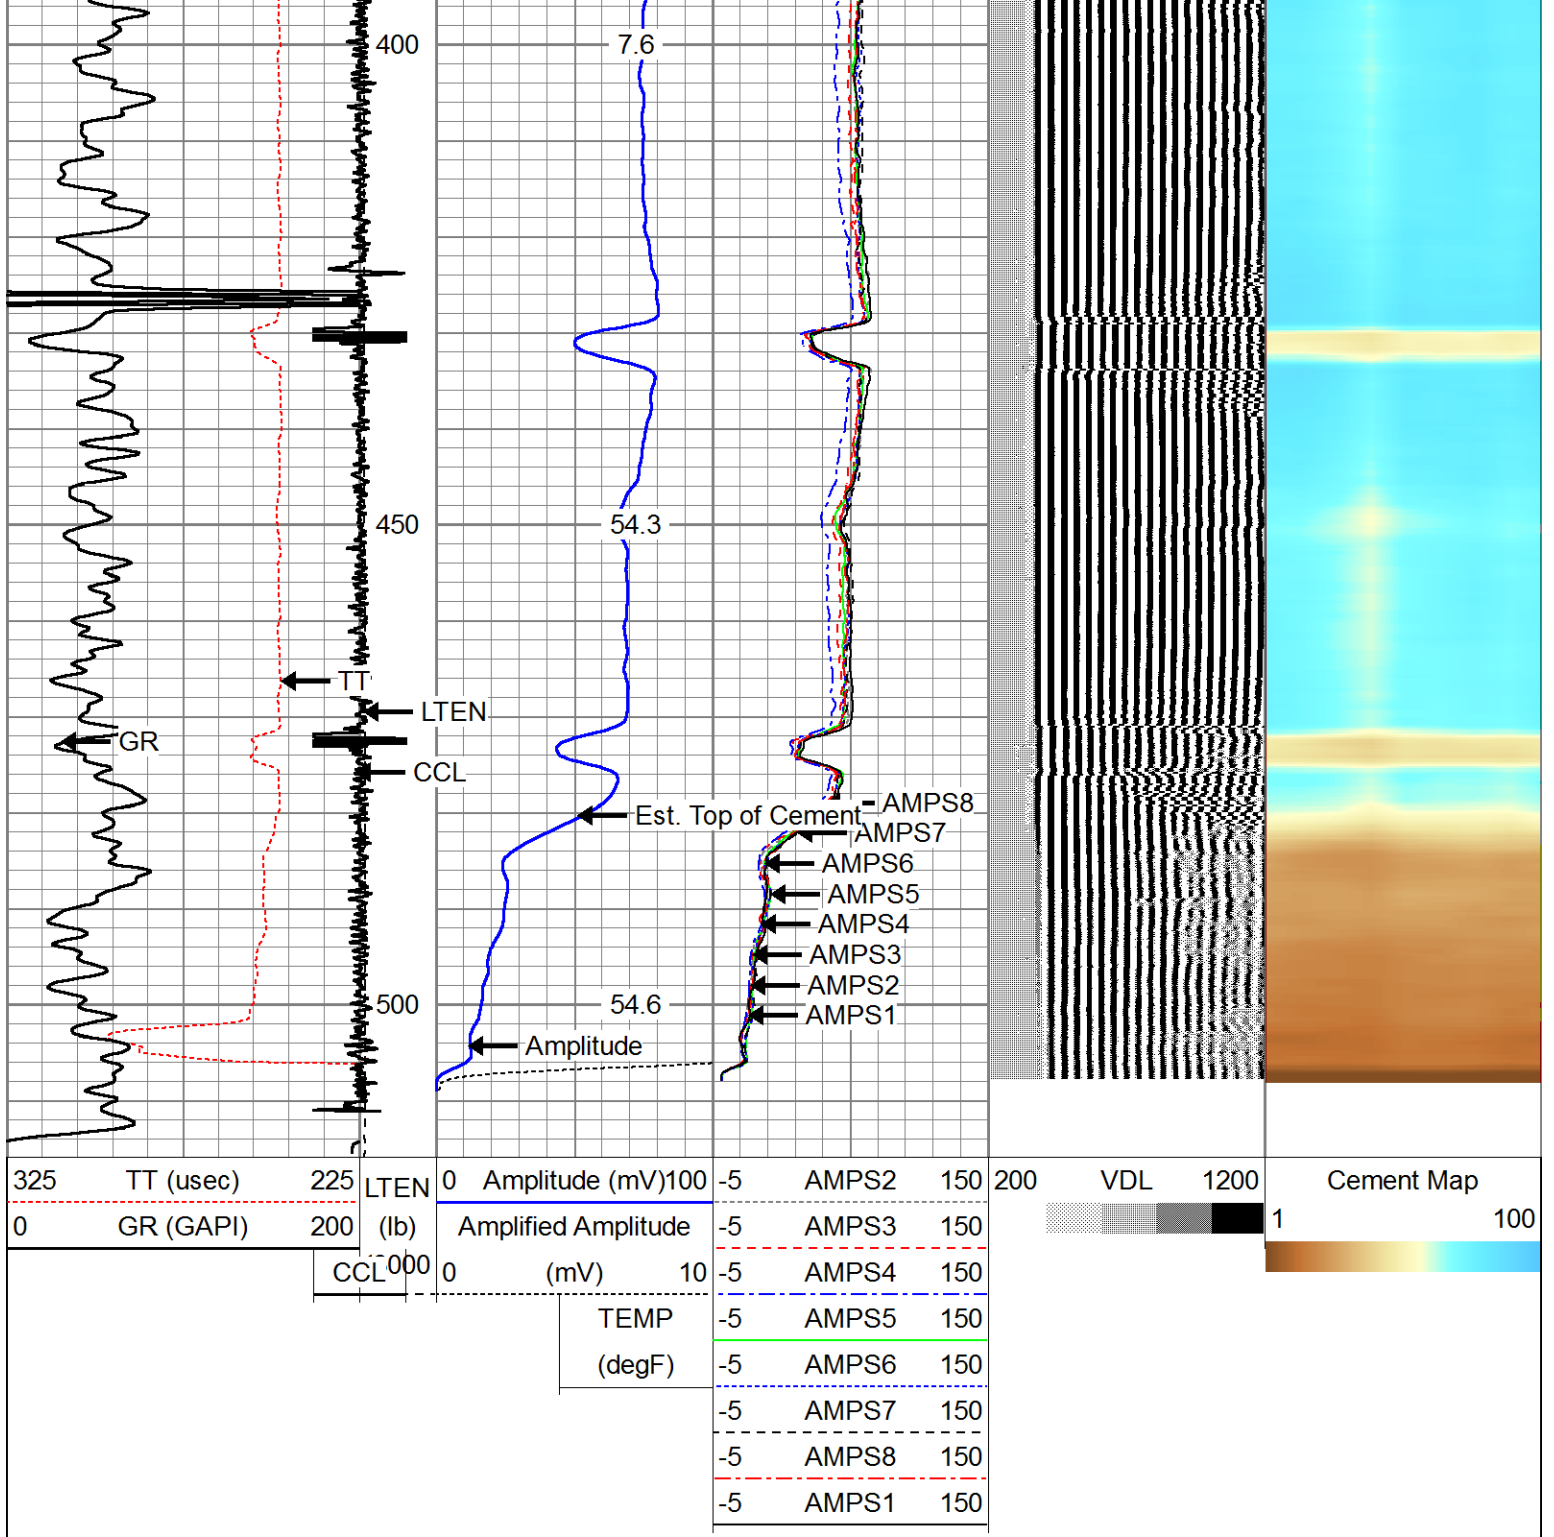 400
7.6
450
54.3
TT
LTEN
GR
CCL
AMPS8
Est. Top of Cement
AMPS7
AMPS6
AMPS5
AMPS4
AMPS3
AMPS2
500
54.6
AMPS1
Amplitude
325 TT (usec) 225
LTEN
0 Amplitude (mV) 100
-5 AMPS2 150
200 VDL 1200
Cement Map
0 GR (GAPI) 200
(lb)
Amplified Amplitude
-5 AMPS3 150
1 100
CCL
000
0 (mV) 10
-5 AMPS4 150
TEMP
-5 AMPS5 150
(degF)
-5 AMPS6 150
-5 AMPS7 150
-5 AMPS8 150
-5 AMPS1 150